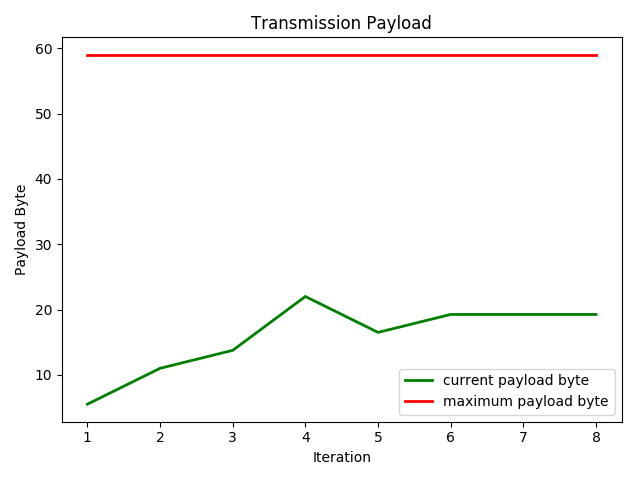 Transmission Payload
60
50
40
30
20
10
Payload Byte
current payload byte
maximum payload byte
1 2 3 4 5 6 7 8
Iteration